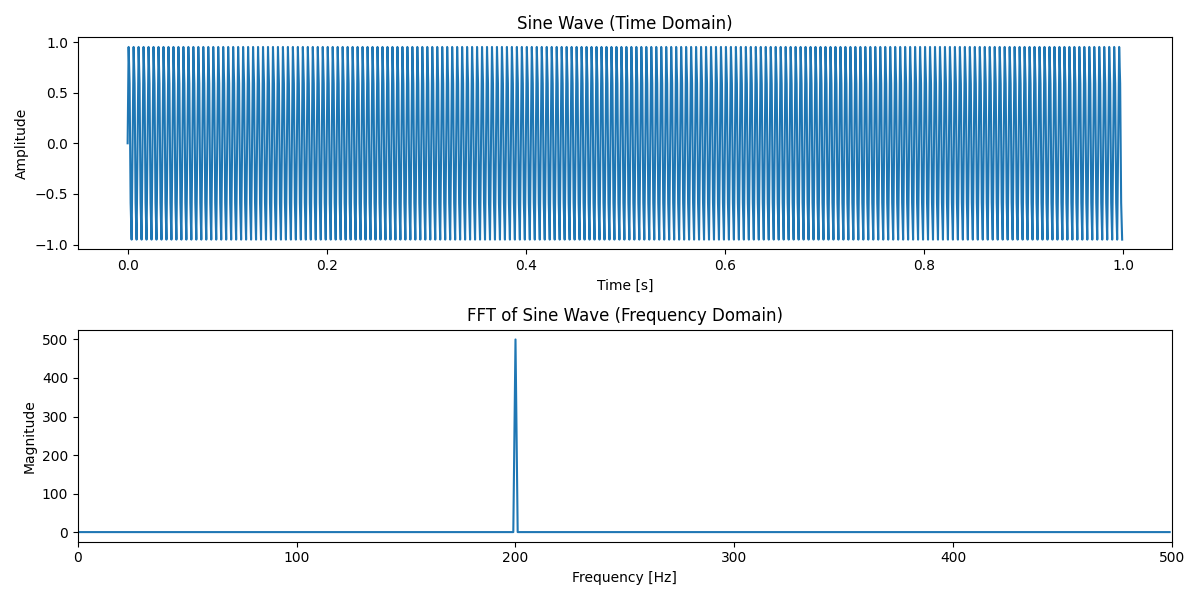 Sine Wave (Time Domain)
1.0
0.5
0.0
−0.5
−1.0
Amplitude
0.0 0.2 0.4 0.6 0.8 1.0
Time [s]
FFT of Sine Wave (Frequency Domain)
500
400
300
200
100
0
Magnitude
0 100 200 300 400 500
Frequency [Hz]